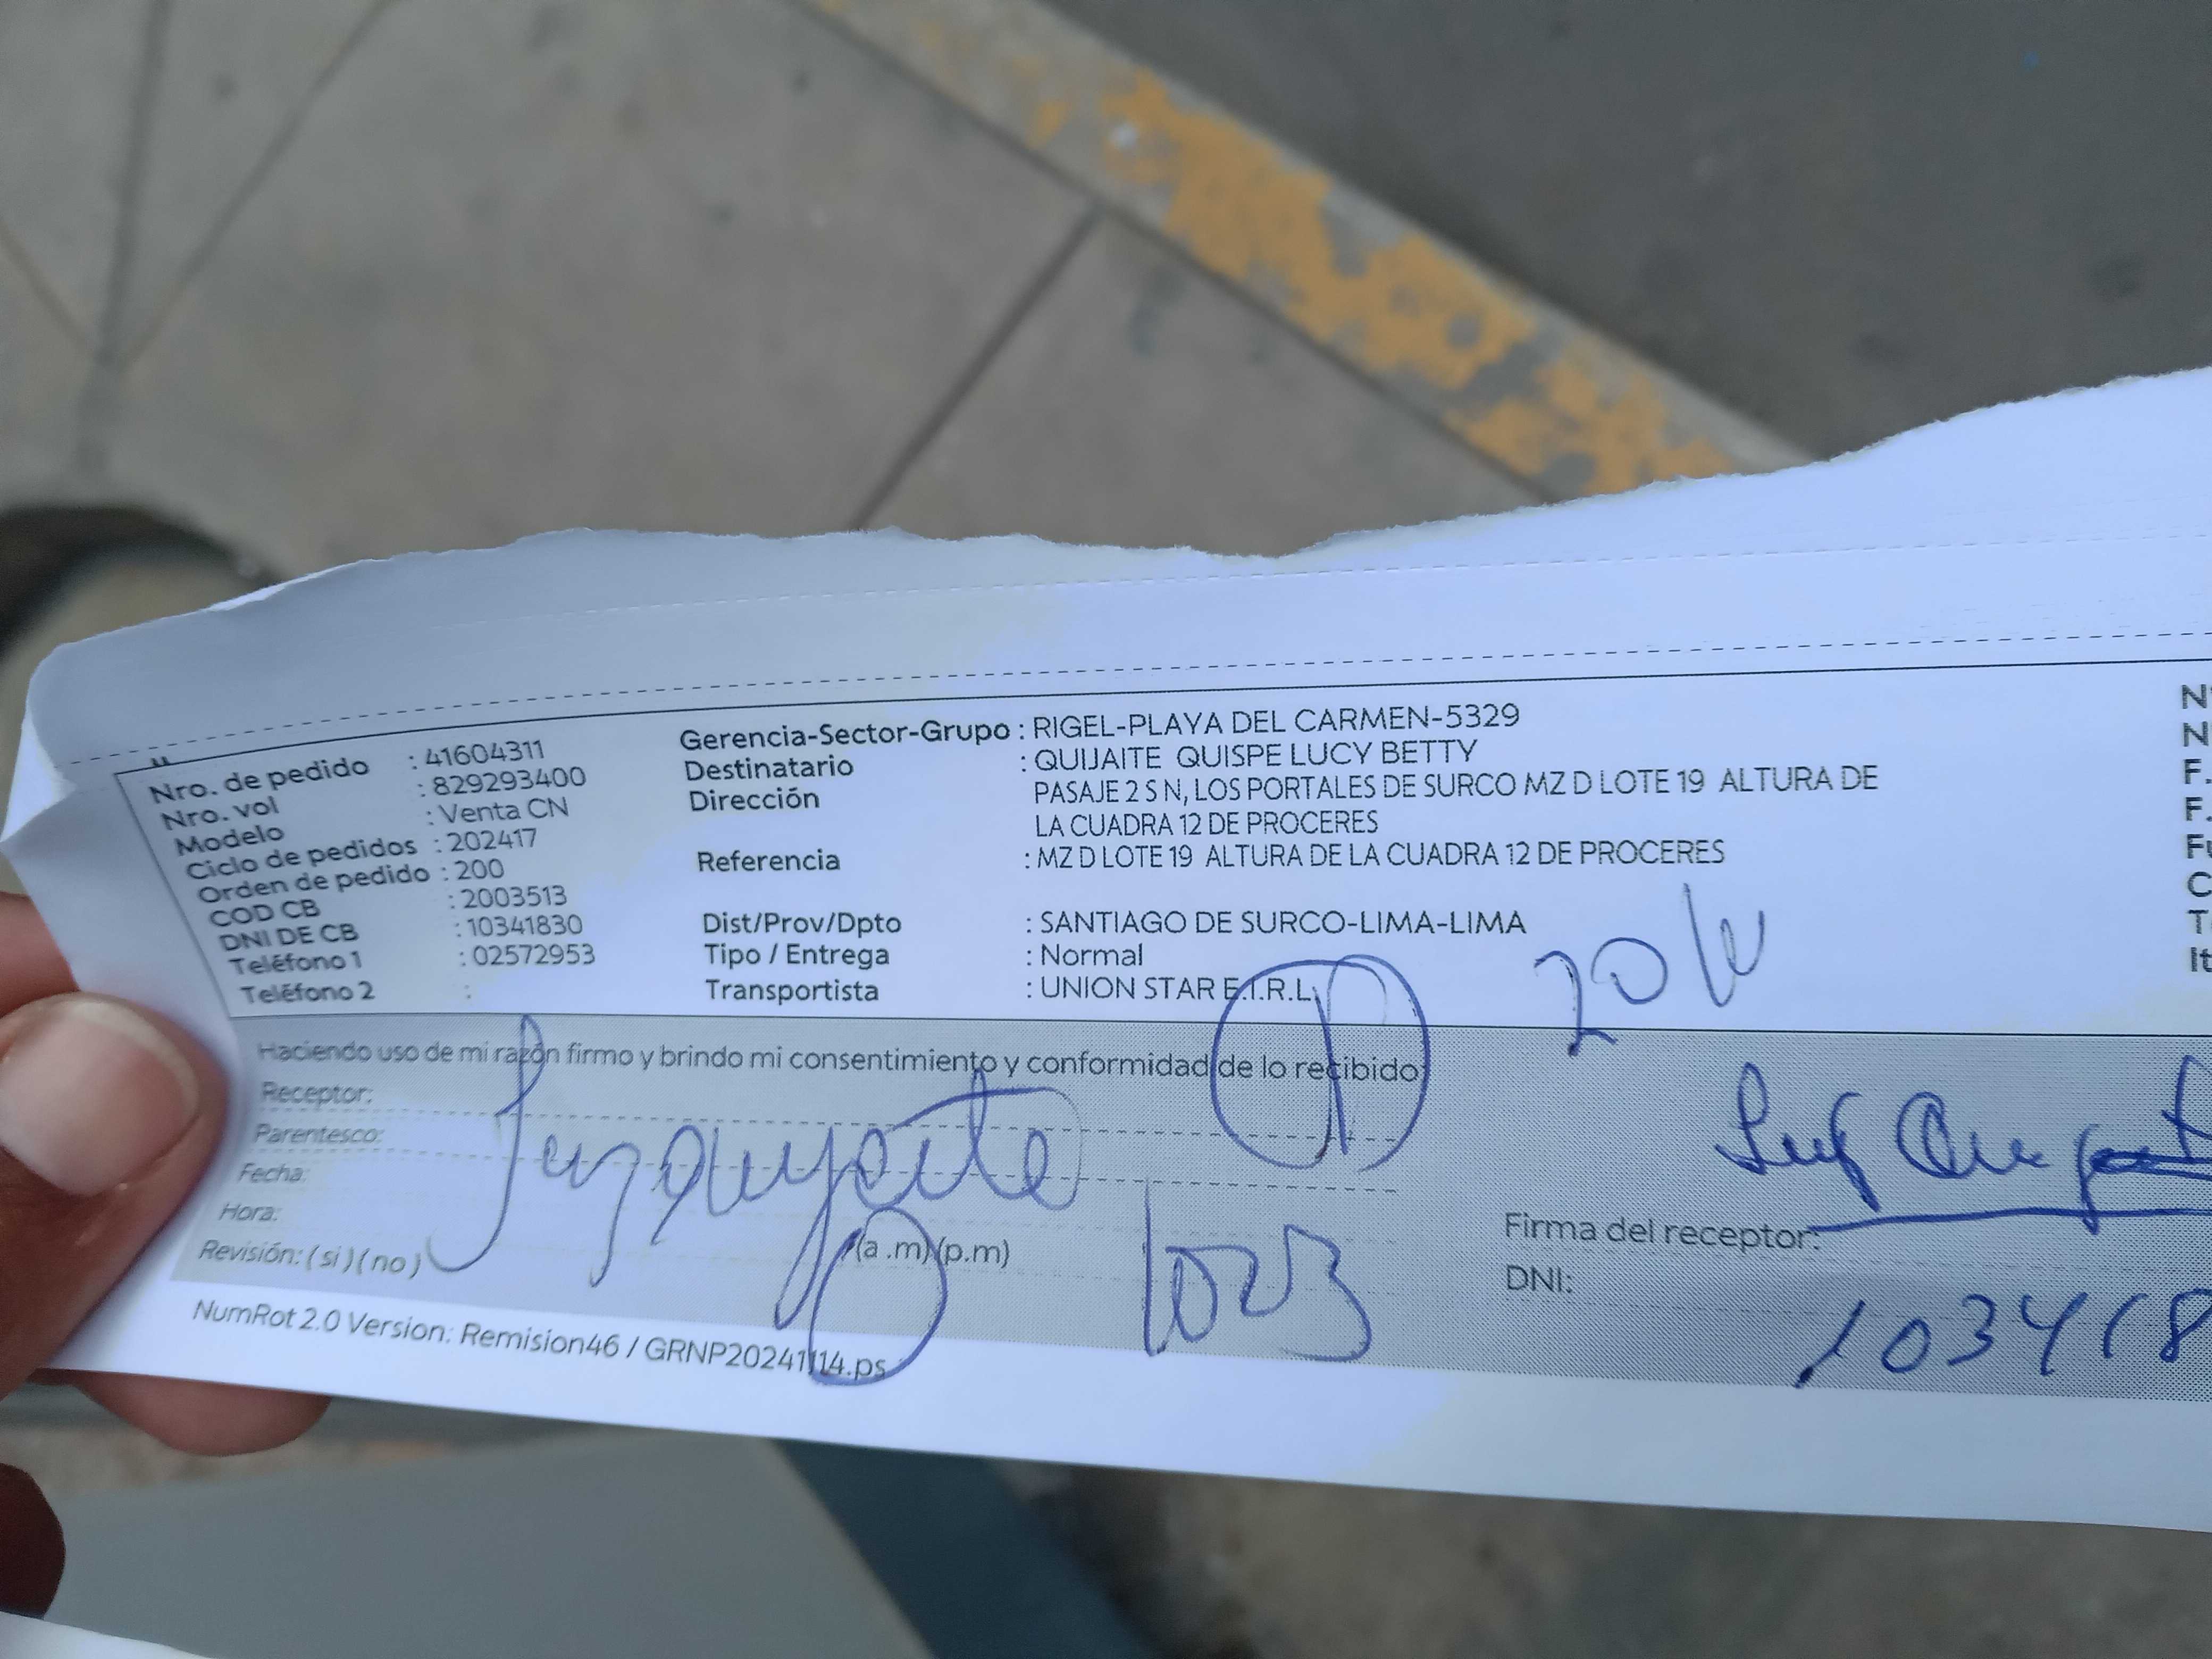 Nro. de pedido : 41604311
Nro. vol : 829293400
Modelo : Venta CN
Ciclo de pedidos : 202417
Orden de pedido : 200
COD CB : 2003513
DNI DE CB : 10341830
Teléfono 1 : 02572953
Teléfono 2 :
Gerencia-Sector-Grupo : RIGEL-PLAYA DEL CARMEN-5329
Destinatario : QUIJAITE QUISPE LUCY BETTY
Dirección : PASAJE 2 S N, LOS PORTALES DE SURCO MZ D LOTE 19 ALTURA DE
LA CUADRA 12 DE PROCERES
Referencia : MZ D LOTE 19 ALTURA DE LA CUADRA 12 DE PROCERES
Dist/Prov/Dpto : SANTIAGO DE SURCO-LIMA-LIMA
Tipo / Entrega : Normal
Transportista : UNION STAR E.I.R.L.
N
N
F.
F.
F
C
T
It
Haciendo uso de mi razón firmo y brindo mi consentimiento y conformidad de lo recibido
Receptor:
Parentesco:
Fecha:
Hora: (a .m) (p.m)
Revisión: ( si ) ( no )
1023
Firma del receptor:
DNI: 103418
NumRot 2.0 Version: Remision46 / GRNP20241114.ps